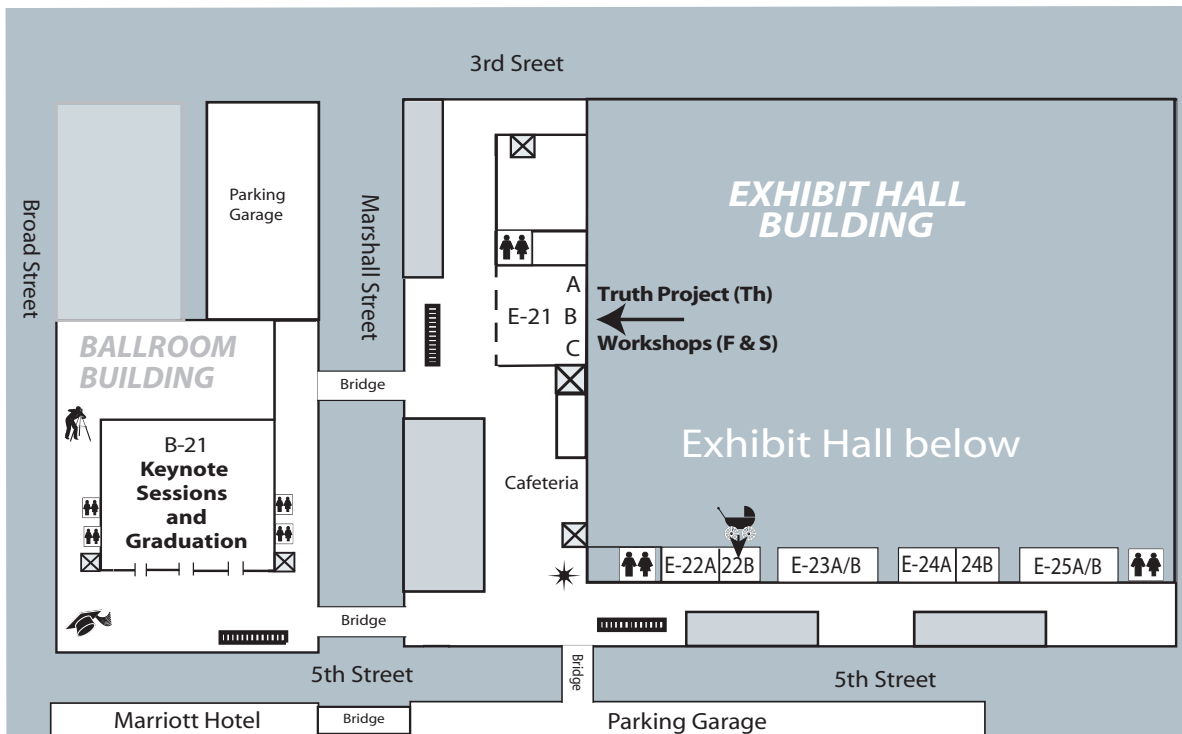 3rd Sreet
Broad Street
Parking
Garage
Marshall Street
EXHIBIT HALL
BUILDING
A
E-21 B
C
Truth Project (Th)
Workshops (F & S)
BALLROOM
BUILDING
Bridge
B-21
Keynote
Sessions
and
Graduation
Exhibit Hall below
Cafeteria
E-22A 22B
E-23A/B
E-24A 24B
E-25A/B
Bridge
Bridge
5th Street
5th Street
Marriott Hotel
Bridge
Parking Garage